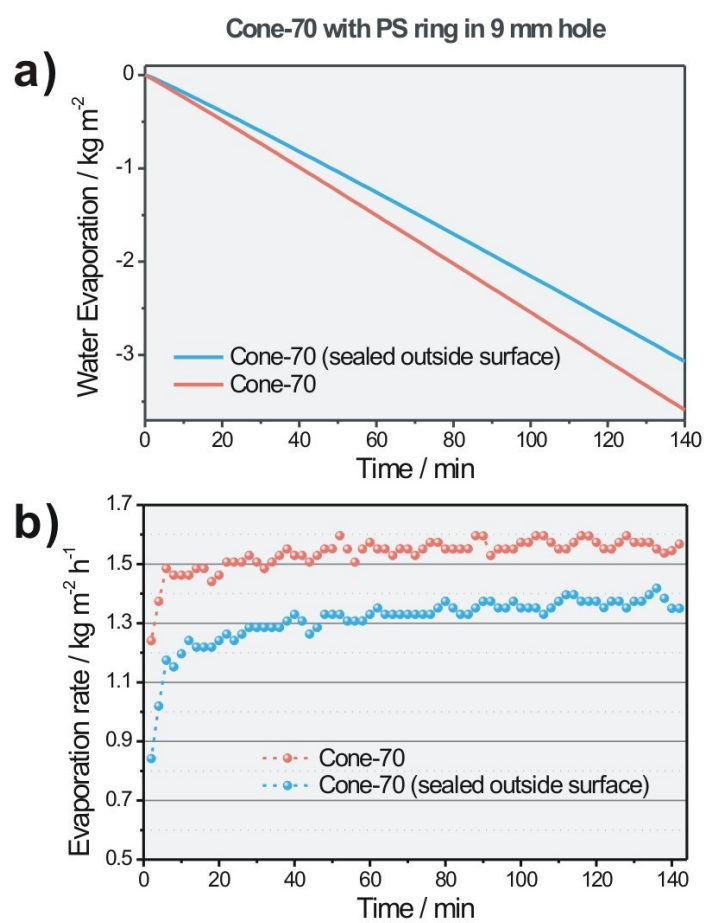 Cone-70 with PS ring in 9 mm hole
a)
Water Evaporation / kg m⁻²
0
-1
-2
-3
Cone-70 (sealed outside surface)
Cone-70
0 20 40 60 80 100 120 140
Time / min
b)
Evaporation rate / kg m⁻² h⁻¹
1.7
1.5
1.3
1.1
0.9
0.7
0.5
Cone-70
Cone-70 (sealed outside surface)
0 20 40 60 80 100 120 140
Time / min